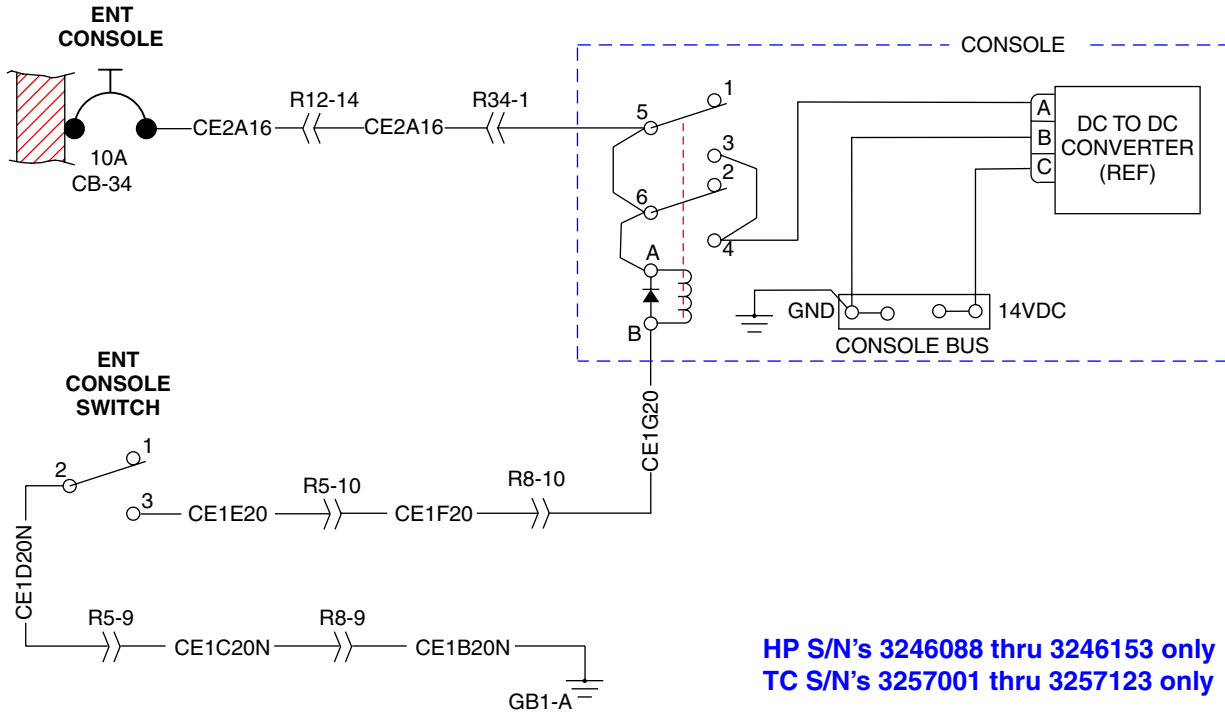 ENT
CONSOLE
10A
CB-34
CE2A16
R12-14
CE2A16
R34-1
CONSOLE
5
1
3
2
6
4
A
B
A
B
C
DC TO DC
CONVERTER
(REF)
GND
14VDC
CONSOLE BUS
CE1G20
ENT
CONSOLE
SWITCH
1
2
3
CE1E20
R5-10
CE1F20
R8-10
CE1D20N
R5-9
CE1C20N
R8-9
CE1B20N
GB1-A
HP S/N's 3246088 thru 3246153 only
TC S/N's 3257001 thru 3257123 only